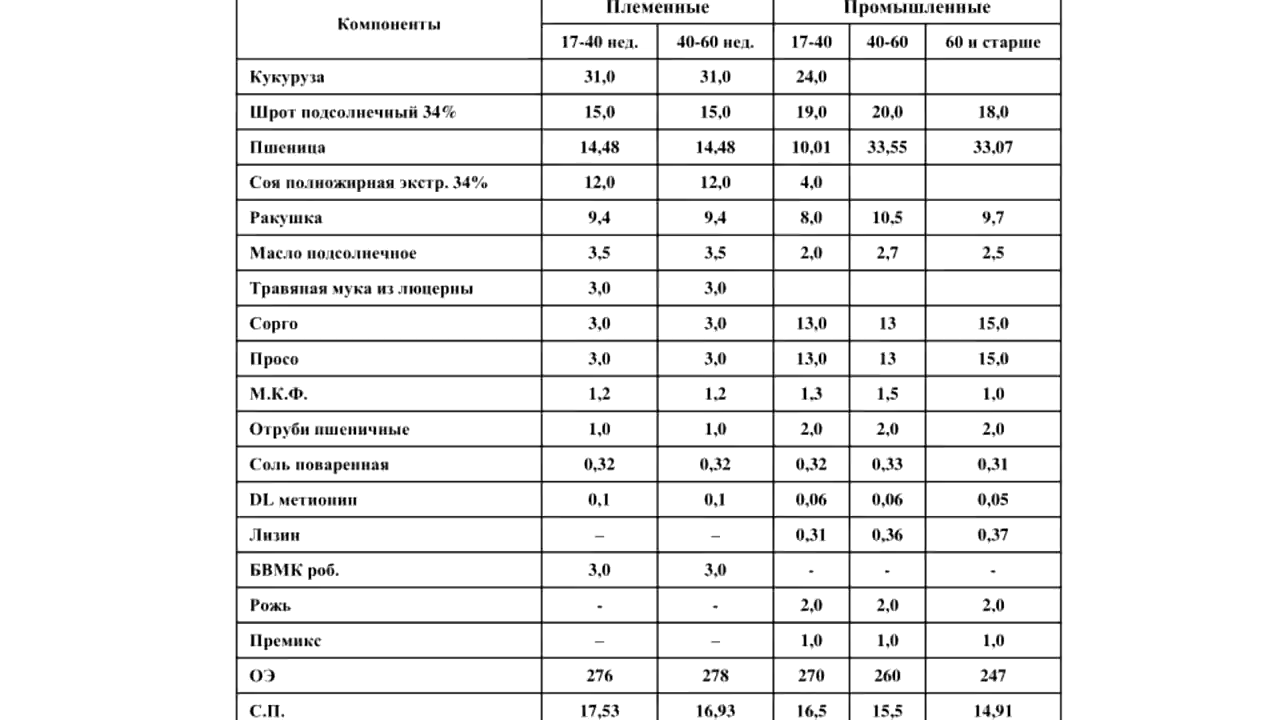 Племенные Промышленные
Компоненты
17-40 нед. 40-60 нед. 17-40 40-60 60 и старше
Кукуруза 31,0 31,0 24,0
Шрот подсолнечный 34% 15,0 15,0 19,0 20,0 18,0
Пшеница 14,48 14,48 10,01 33,55 33,07
Соя полножирная экстр. 34% 12,0 12,0 4,0
Ракушка 9,4 9,4 8,0 10,5 9,7
Масло подсолнечное 3,5 3,5 2,0 2,7 2,5
Травяная мука из люцерны 3,0 3,0
Сорго 3,0 3,0 13,0 13 15,0
Просо 3,0 3,0 13,0 13 15,0
М.К.Ф. 1,2 1,2 1,3 1,5 1,0
Отруби пшеничные 1,0 1,0 2,0 2,0 2,0
Соль поваренная 0,32 0,32 0,32 0,33 0,31
DL метионин 0,1 0,1 0,06 0,06 0,05
Лизин – – 0,31 0,36 0,37
БВМК роб. 3,0 3,0 - - -
Рожь - - 2,0 2,0 2,0
Премикс – – 1,0 1,0 1,0
ОЭ 276 278 270 260 247
С.П. 17,53 16,93 16,5 15,5 14,91